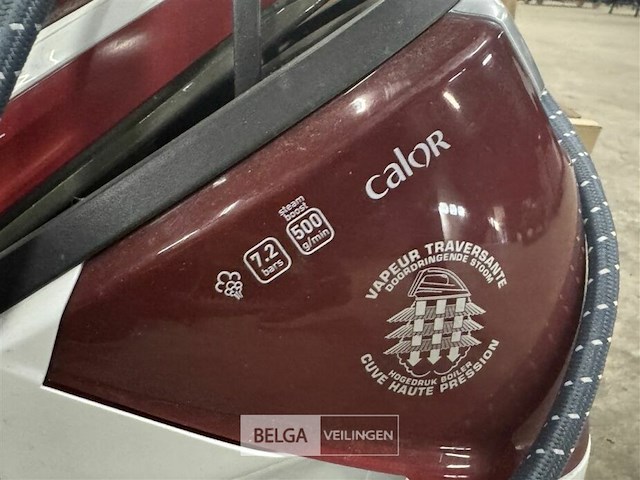 calor
steam
boost
500
g/min
7.2
bars
VAPEUR TRAVERSANTE
DOORDRINGENDE STOOM
HOGEDRUK BOILER
CUVE HAUTE PRESSION
BELGA VEILINGEN